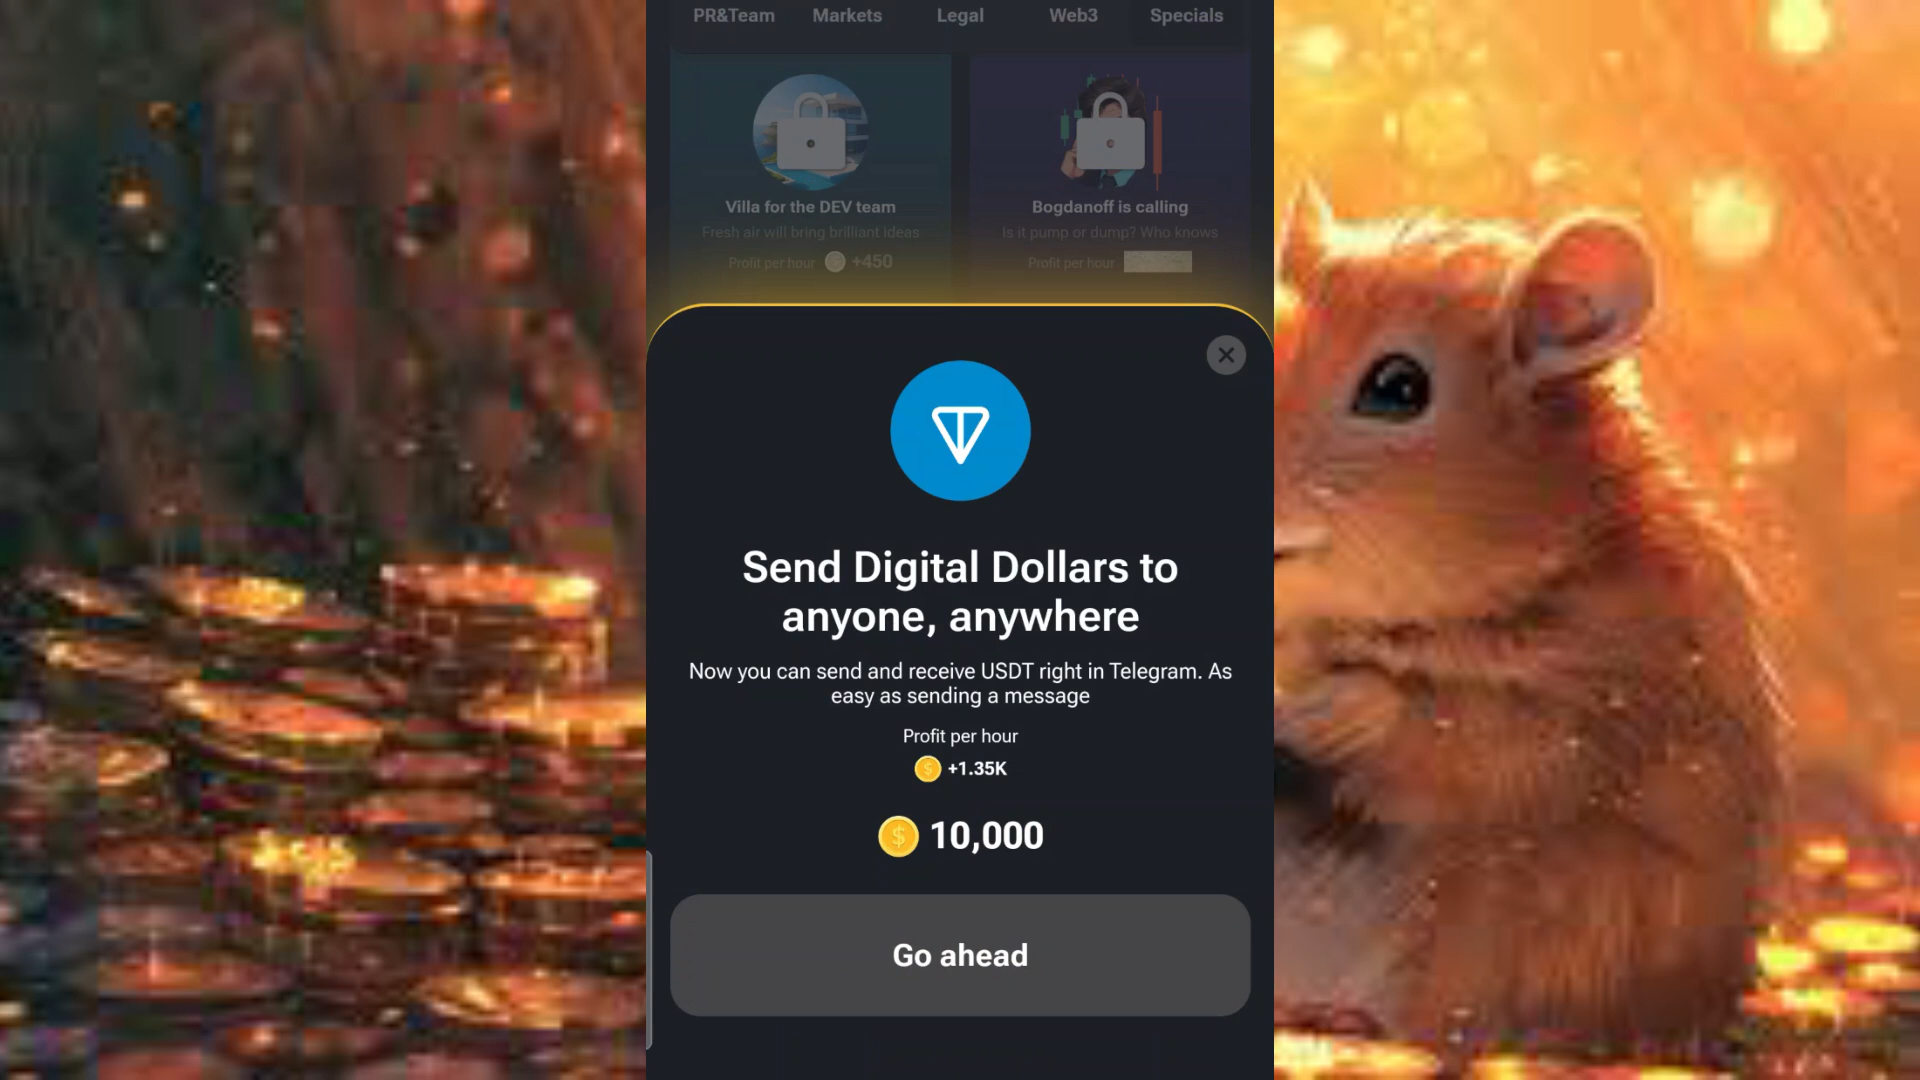 PR&Team Markets Legal Web3 Specials
Villa for the DEV team
Fresh air will bring brilliant ideas
Profit per hour +450
Bogdanoff is calling
Is it pump or dump? Who knows
Profit per hour
Send Digital Dollars to
anyone, anywhere
Now you can send and receive USDT right in Telegram. As
easy as sending a message
Profit per hour
+1.35K
10,000
Go ahead